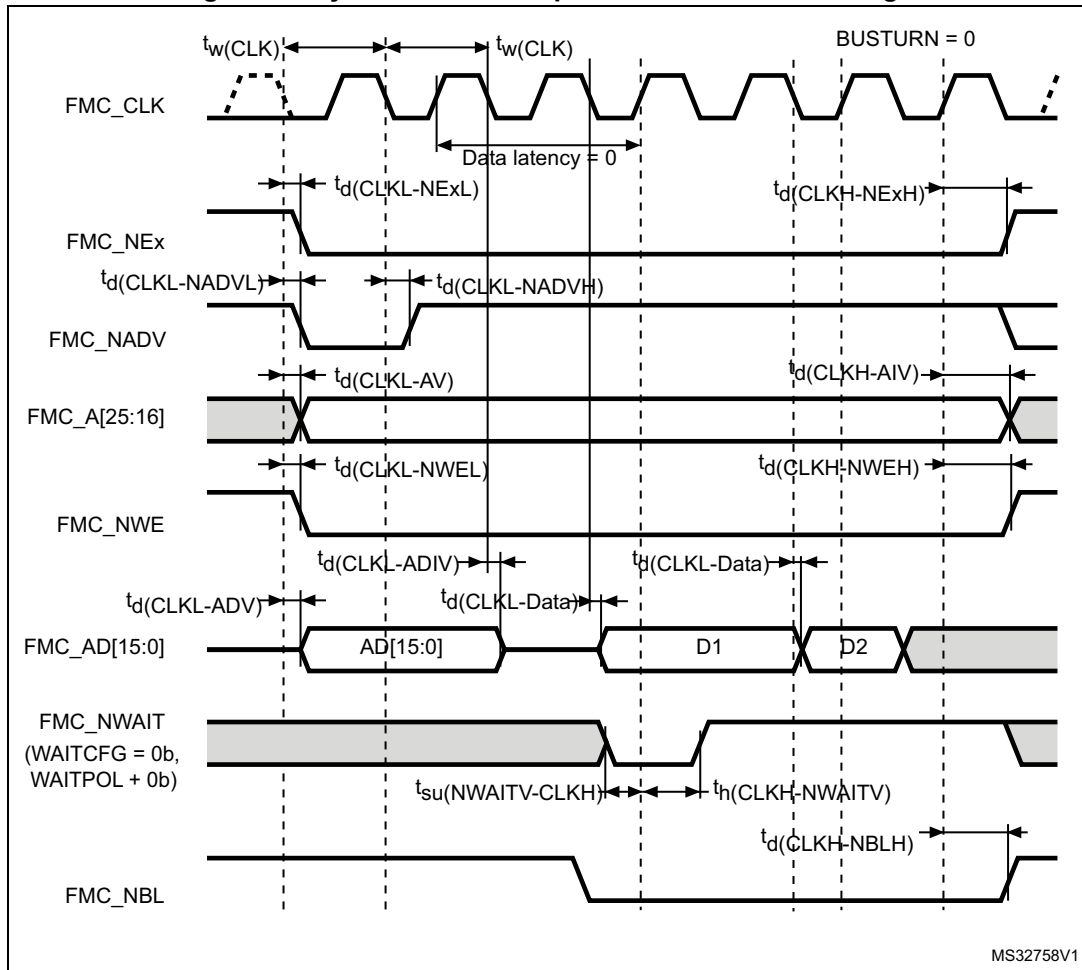 tw(CLK)
tw(CLK)
BUSTURN = 0
FMC_CLK
Data latency = 0
td(CLKL-NExL)
td(CLKH-NExH)
FMC_NEx
td(CLKL-NADVL)
td(CLKL-NADVH)
FMC_NADV
td(CLKL-AV)
td(CLKH-AIV)
FMC_A[25:16]
td(CLKL-NWEL)
td(CLKH-NWEH)
FMC_NWE
td(CLKL-ADIV)
td(CLKL-Data)
td(CLKL-ADV)
td(CLKL-Data)
FMC_AD[15:0]
AD[15:0]
D1
D2
FMC_NWAIT
(WAITCFG = 0b,
WAITPOL + 0b)
tsu(NWAITV-CLKH)
th(CLKH-NWAITV)
td(CLKH-NBLH)
FMC_NBL
MS32758V1